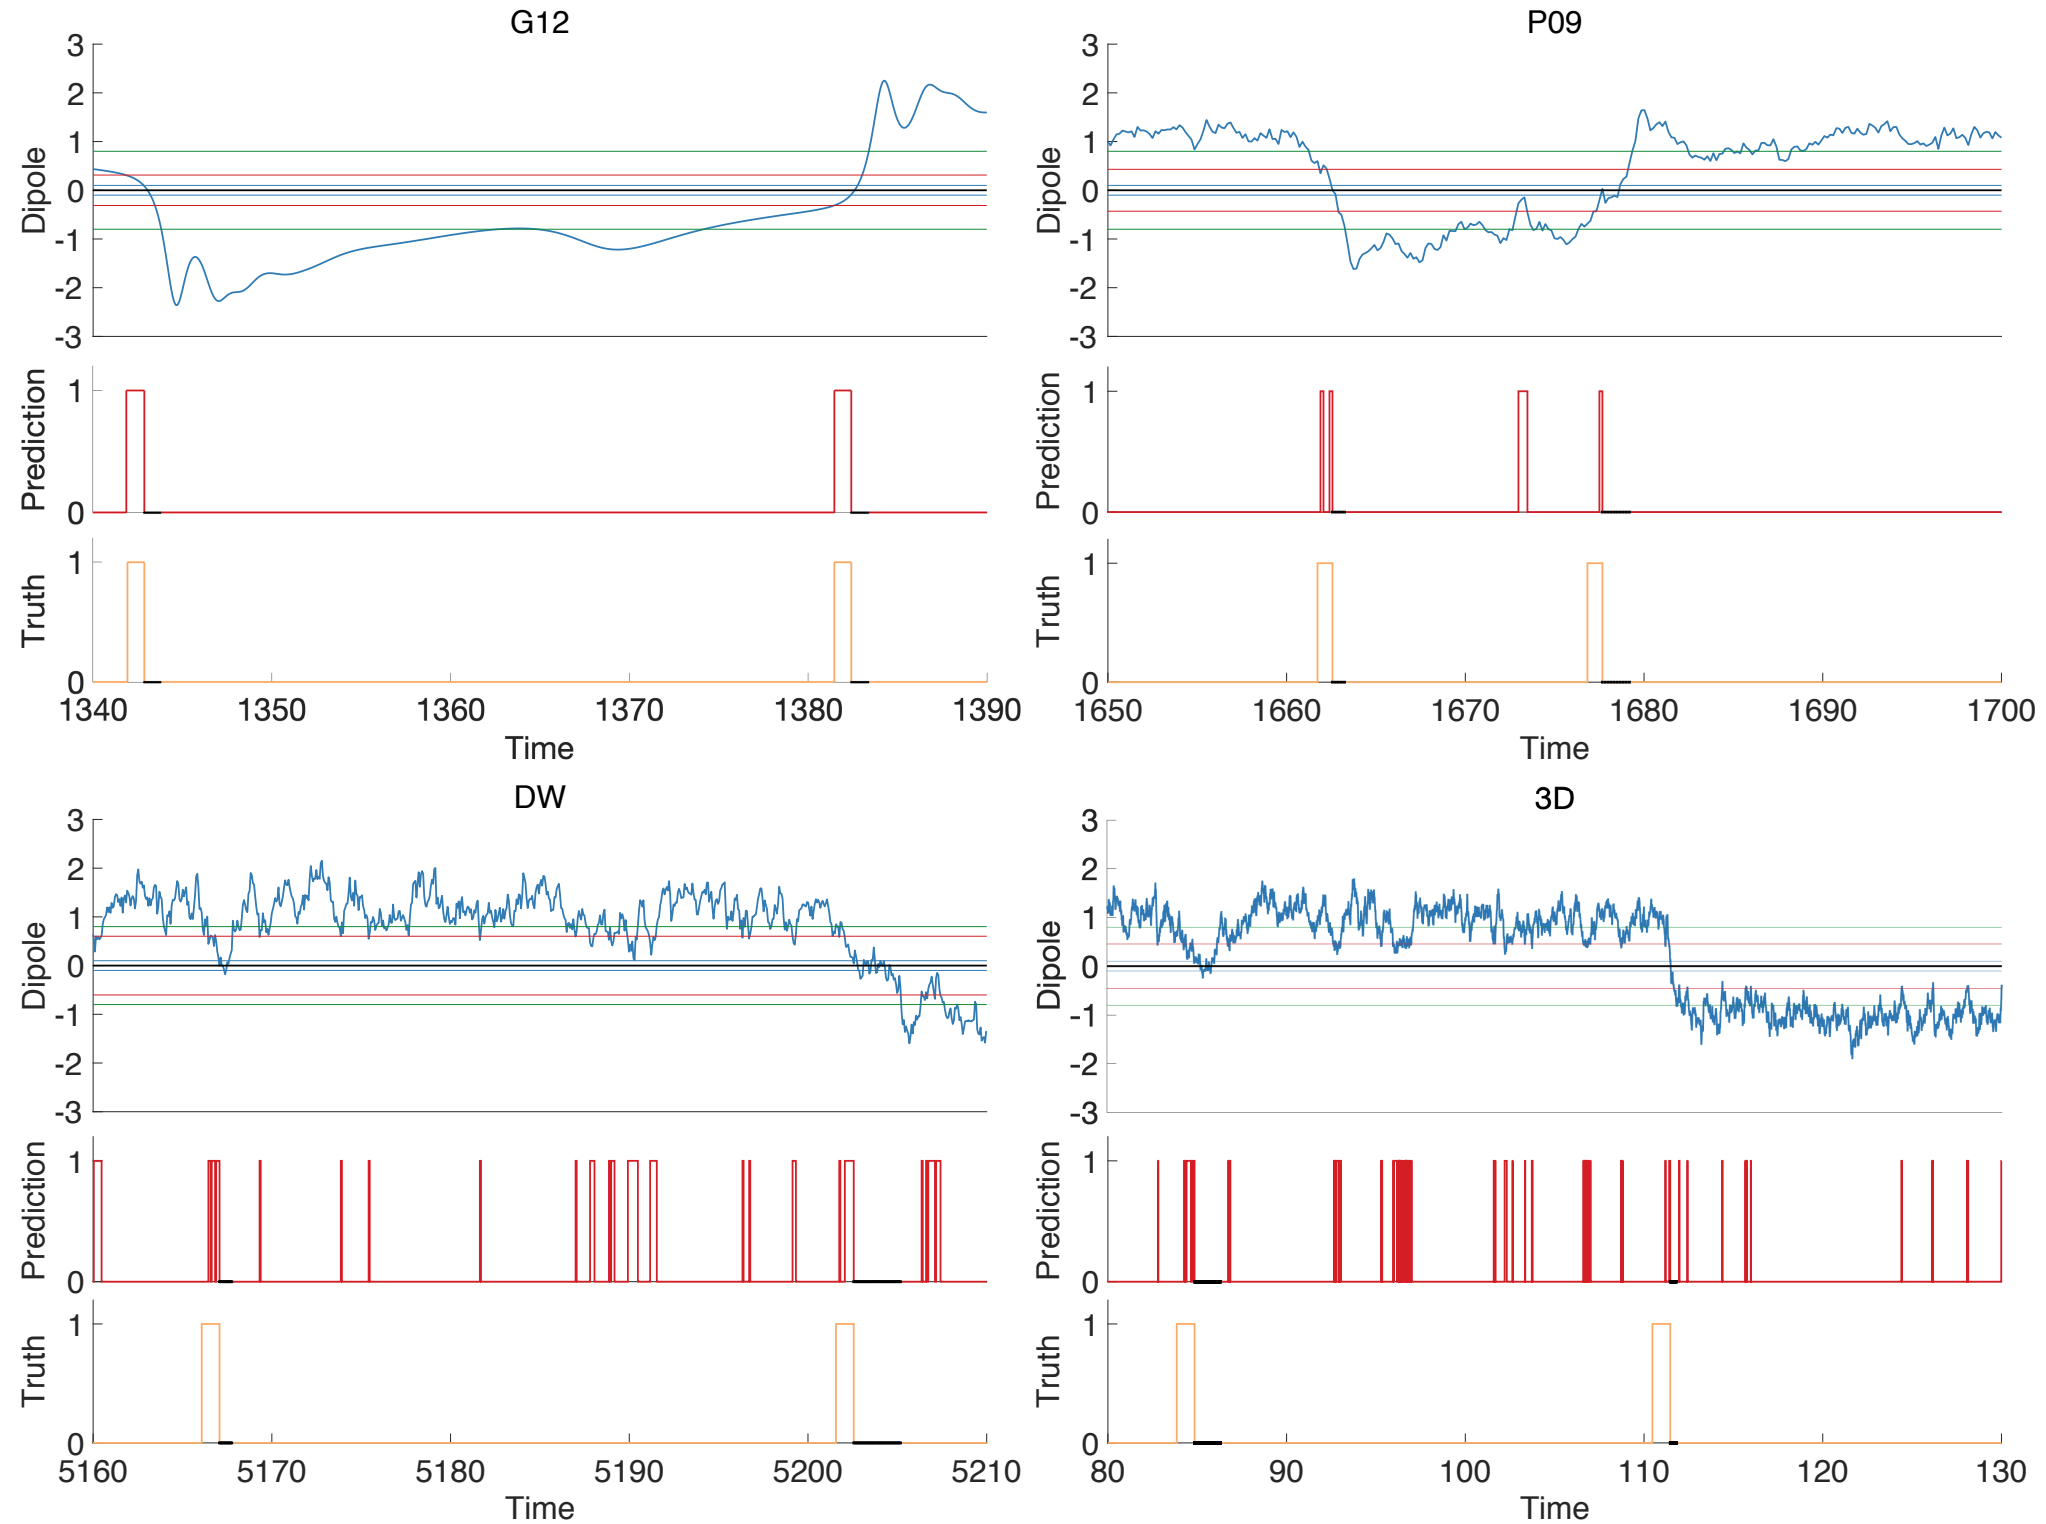 G12
3
2
1
0
-1
-2
-3
Dipole
1
0
Prediction
1
0
Truth
1340 1350 1360 1370 1380 1390
Time
P09
3
2
1
0
-1
-2
-3
Dipole
1
0
Prediction
1
0
Truth
1650 1660 1670 1680 1690 1700
Time
DW
3
2
1
0
-1
-2
-3
Dipole
1
0
Prediction
1
0
Truth
5160 5170 5180 5190 5200 5210
Time
3D
3
2
1
0
-1
-2
-3
Dipole
1
0
Prediction
1
0
Truth
80 90 100 110 120 130
Time